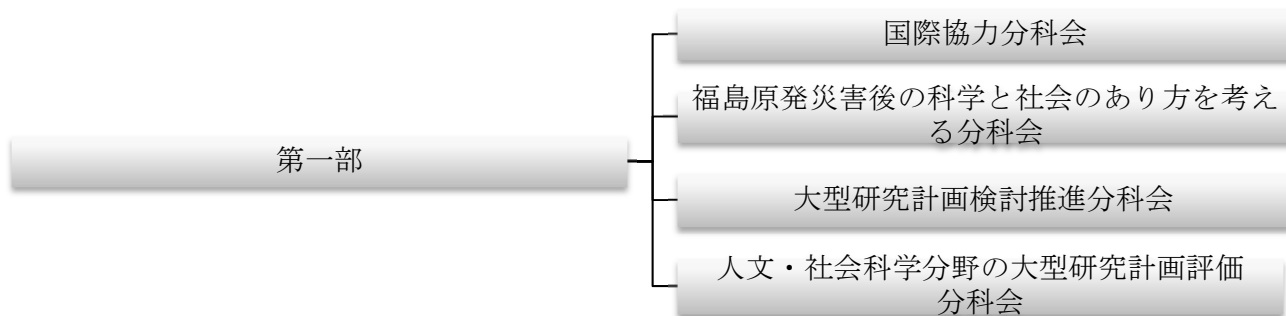 国際協力分科会
福島原発災害後の科学と社会のあり方を考え
る分科会
第一部
大型研究計画検討推進分科会
人文・社会科学分野の大型研究計画評価
分科会